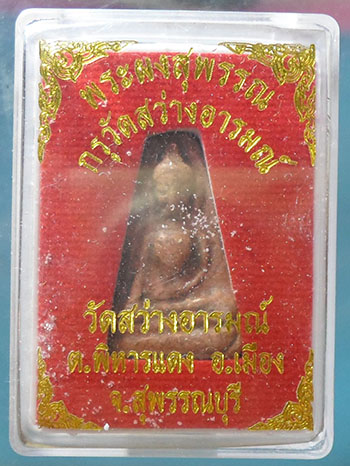 พระผงสุพรรณ
กรุวัดสว่างอารมณ์
วัดสว่างอารมณ์
ต.พิหารแดง อ.เมือง
จ.สุพรรณบุรี